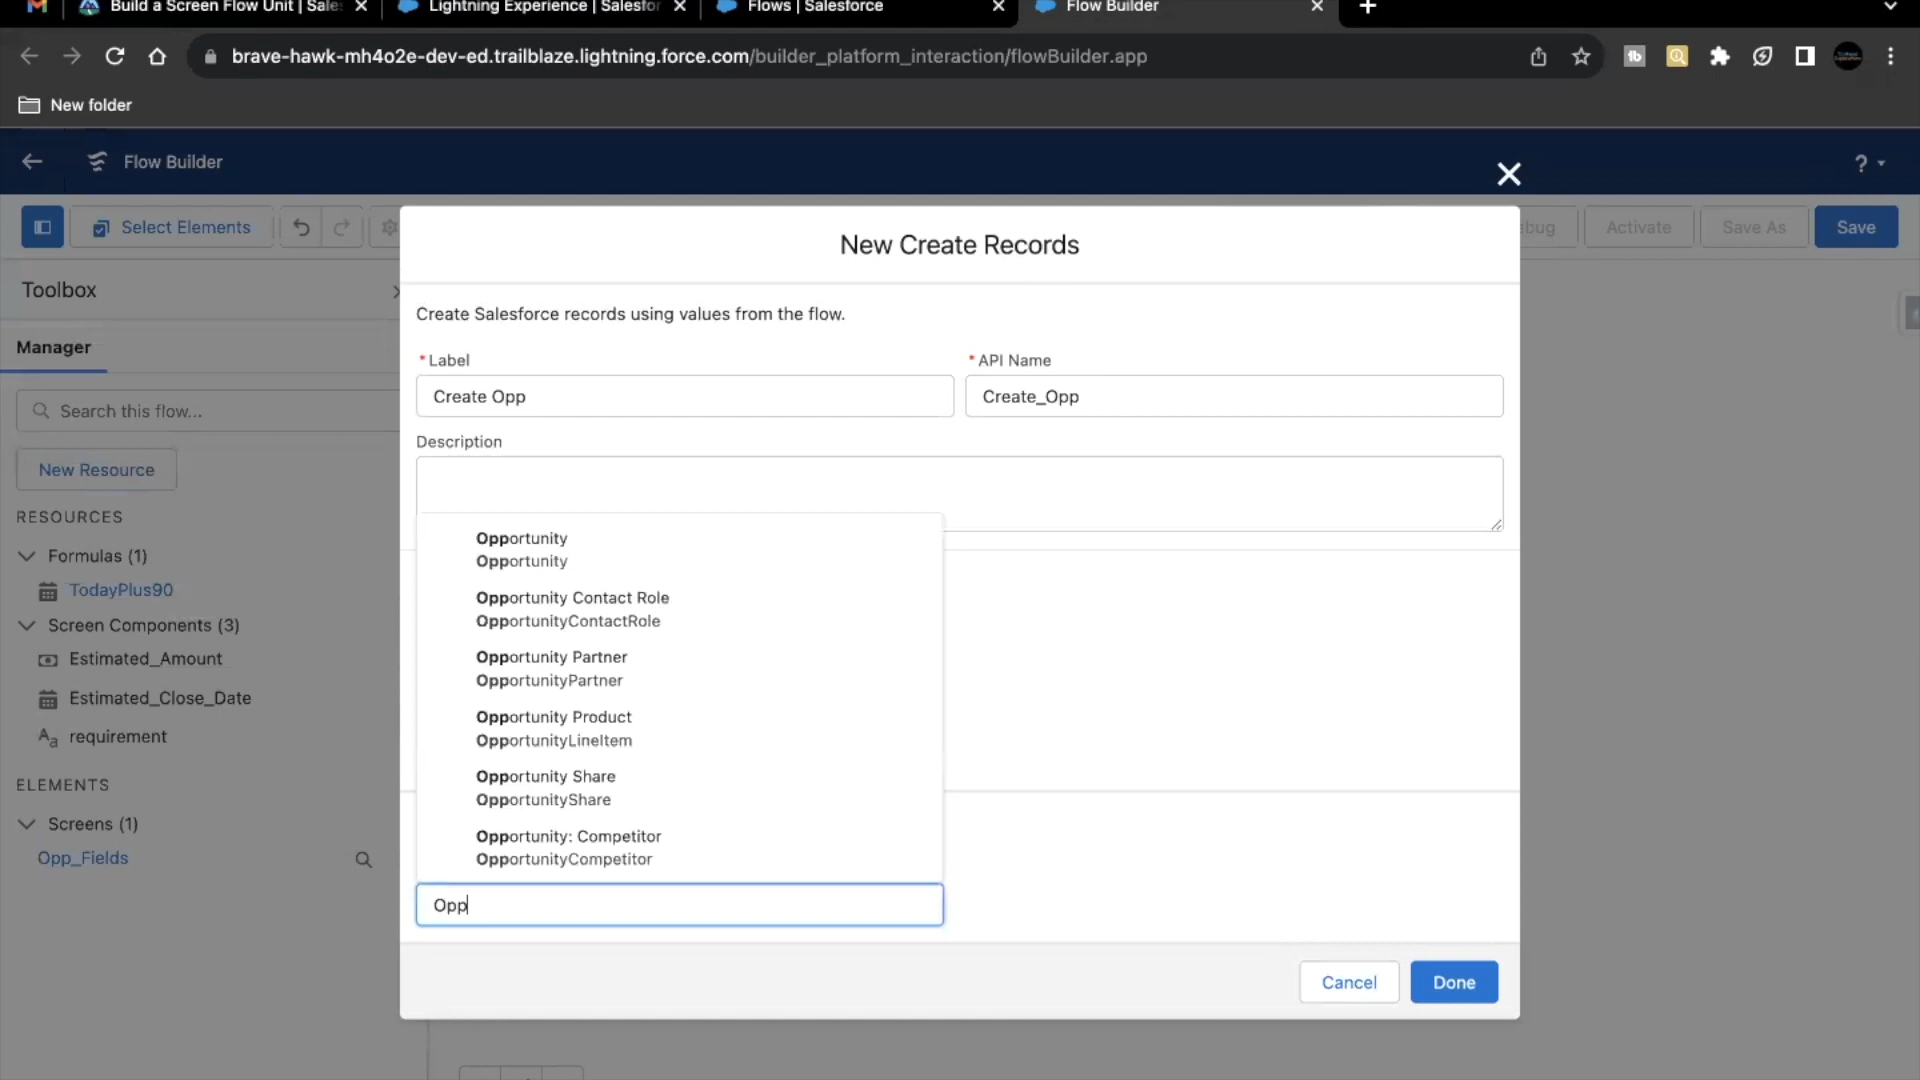 Build a Screen Flow Unit | Sale
Lightning Experience | Salesfor
Flows | Salesforce
Flow Builder
brave-hawk-mh4o2e-dev-ed.trailblaze.lightning.force.com/builder_platform_interaction/flowBuilder.app
New folder
Flow Builder
?
Select Elements
bug
Activate
Save As
Save
Toolbox
Manager
Search this flow...
New Resource
RESOURCES
Formulas (1)
TodayPlus90
Screen Components (3)
Estimated_Amount
Estimated_Close_Date
Aa requirement
ELEMENTS
Screens (1)
Opp_Fields
New Create Records
Create Salesforce records using values from the flow.
* Label
Create Opp
* API Name
Create_Opp
Description
Opportunity
Opportunity
Opportunity Contact Role
OpportunityContactRole
Opportunity Partner
OpportunityPartner
Opportunity Product
OpportunityLineItem
Opportunity Share
OpportunityShare
Opportunity: Competitor
OpportunityCompetitor
Opp
Cancel
Done